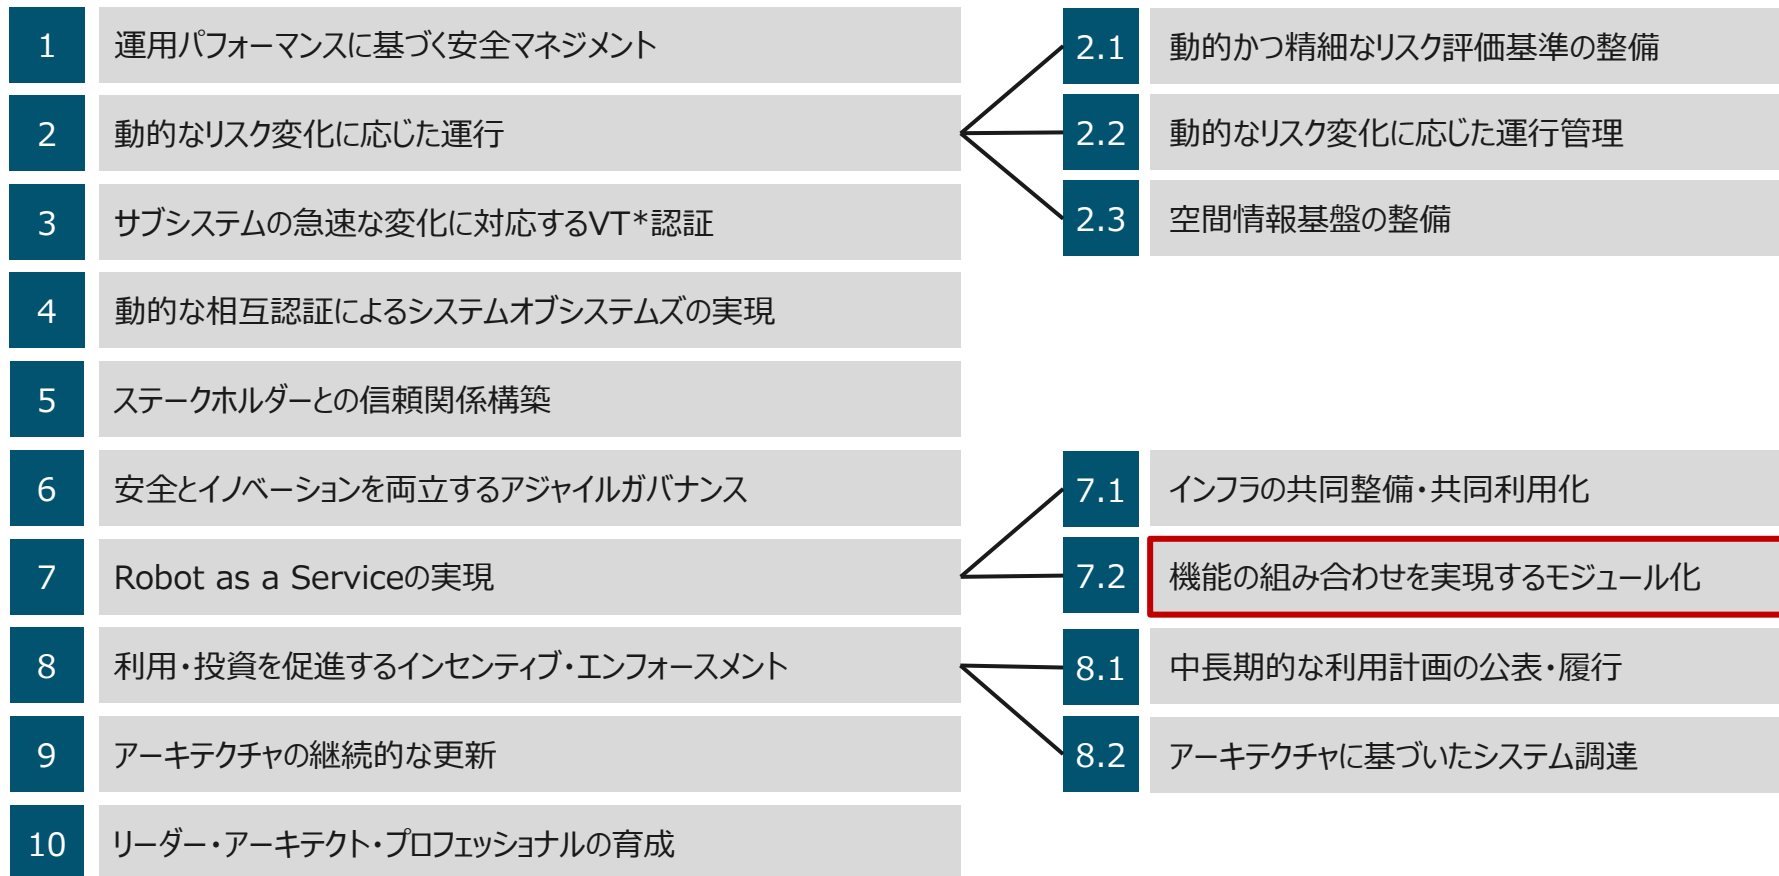 1 運用パフォーマンスに基づく安全マネジメント
2 動的なリスク変化に応じた運行
3 サブシステムの急速な変化に対応するVT*認証
4 動的な相互認証によるシステムオブシステムズの実現
5 ステークホルダーとの信頼関係構築
6 安全とイノベーションを両立するアジャイルガバナンス
7 Robot as a Serviceの実現
8 利用・投資を促進するインセンティブ・エンフォースメント
9 アーキテクチャの継続的な更新
10 リーダー・アーキテクト・プロフェッショナルの育成
2.1 動的かつ精細なリスク評価基準の整備
2.2 動的なリスク変化に応じた運行管理
2.3 空間情報基盤の整備
7.1 インフラの共同整備・共同利用化
7.2 機能の組み合わせを実現するモジュール化
8.1 中長期的な利用計画の公表・履行
8.2 アーキテクチャに基づいたシステム調達